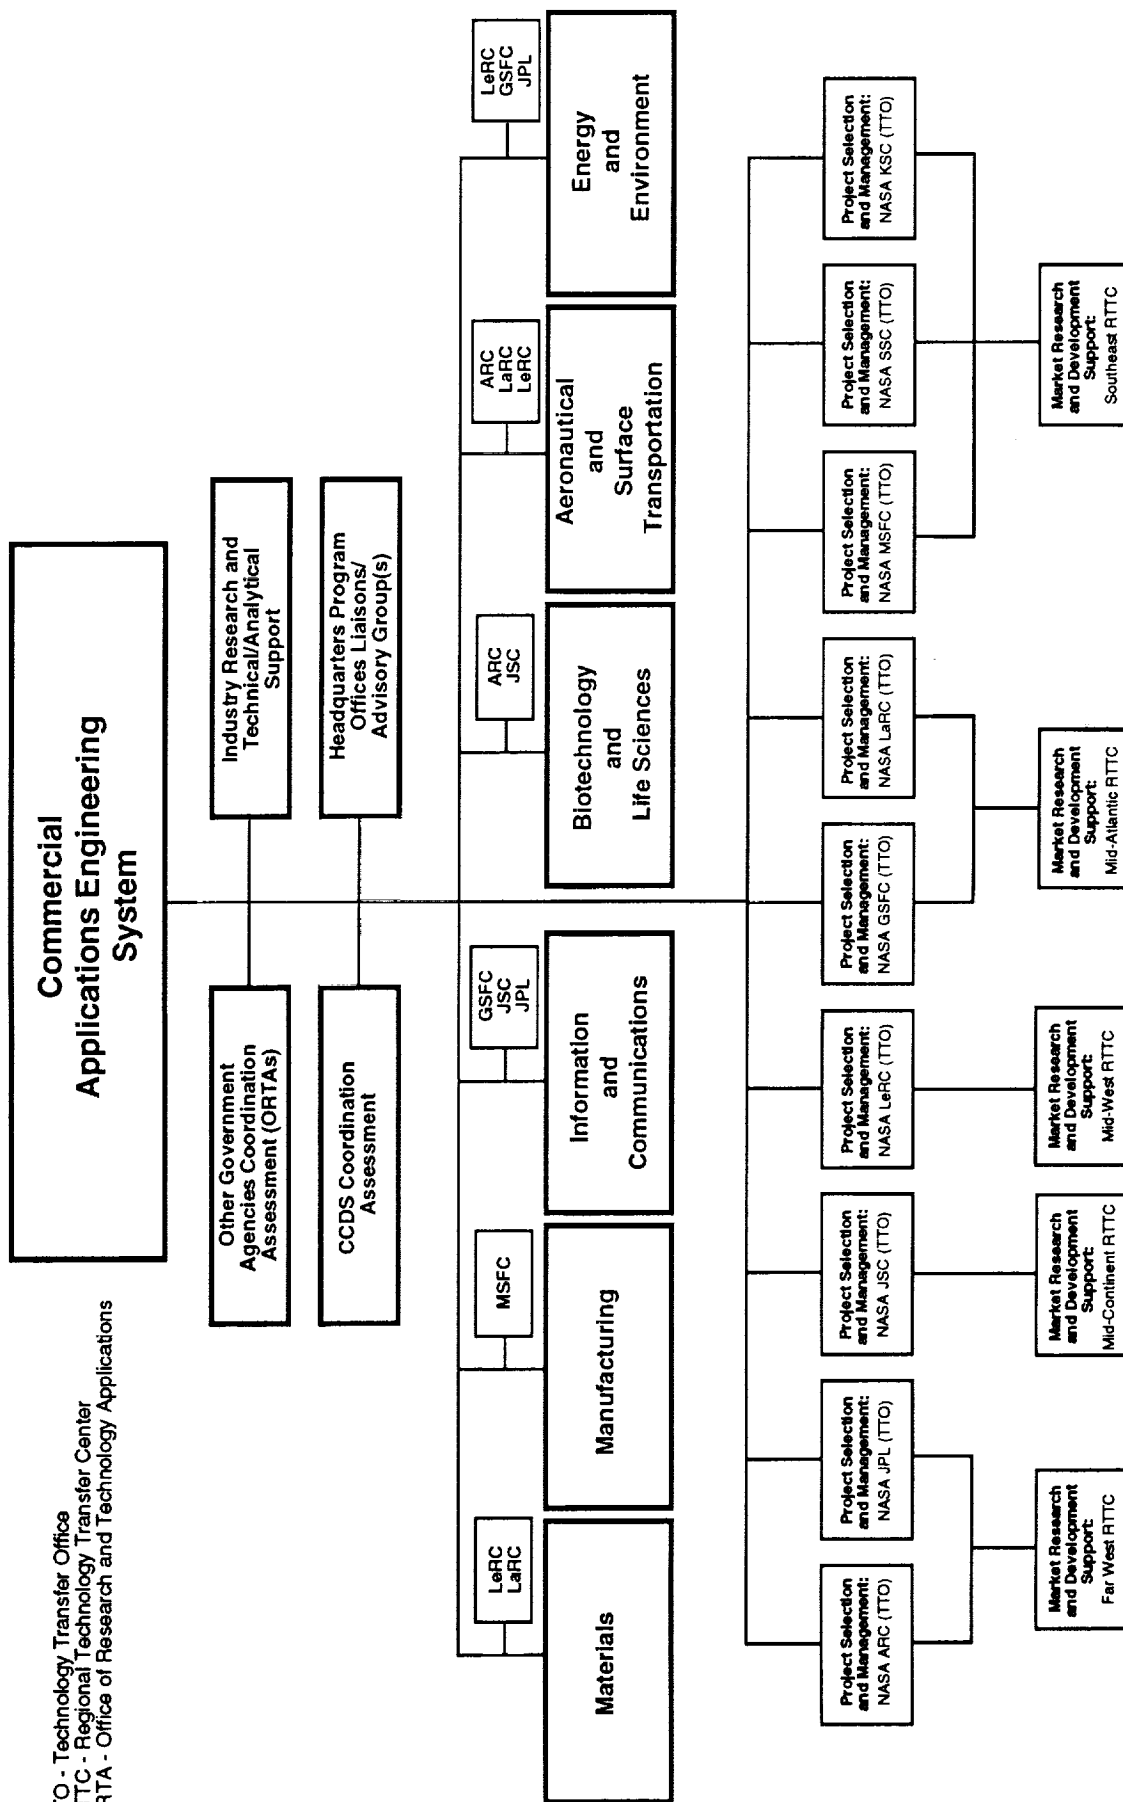 Commercial
Applications Engineering
System
TO - Technology Transfer Office
TTC - Regional Technology Transfer Center
RTA - Office of Research and Technology Applications
Other Government
Agencies Coordination
Assessment (ORTAs)
Industry Research and
Technical/Analytical
Support
CCDS Coordination
Assessment
Headquarters Program
Offices Liaisons/
Advisory Group(s)
LeRC
LaRC
MSFC
GSFC
JSC
JPL
ARC
JSC
ARC
LaRC
LeRC
LeRC
GSFC
JPL
Materials
Manufacturing
Information
and
Communications
Biotechnology
and
Life Sciences
Aeronautical
and
Surface
Transportation
Energy
and
Environment
Project Selection
and Management:
NASA ARC (TTO)
Project Selection
and Management:
NASA JPL (TTO)
Project Selection
and Management:
NASA JSC (TTO)
Project Selection
and Management:
NASA LeRC (TTO)
Project Selection
and Management:
NASA GSFC (TTO)
Project Selection
and Management:
NASA LaRC (TTO)
Project Selection
and Management:
NASA MSFC (TTO)
Project Selection
and Management:
NASA SSC (TTO)
Project Selection
and Management:
NASA KSC (TTO)
Market Research
and Development
Support:
Far West RTTC
Market Research
and Development
Support:
Mid-Continent RTTC
Market Research
and Development
Support:
Mid-West RTTC
Market Research
and Development
Support:
Mid-Atlantic RTTC
Market Research
and Development
Support:
Southeast RTTC